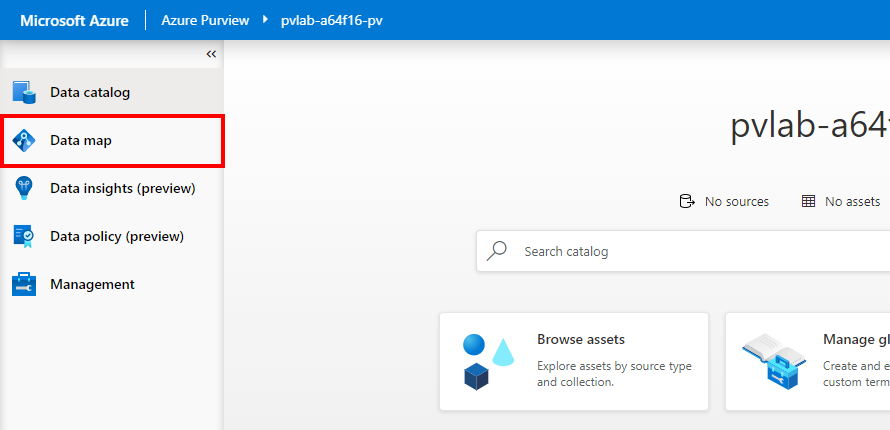 Microsoft Azure Azure Purview pvlab-a64f16-pv
Data catalog
Data map
Data insights (preview)
Data policy (preview)
Management
pvlab-a64f
No sources No assets
Search catalog
Browse assets
Explore assets by source type
and collection.
Manage gl
Create and e
custom term